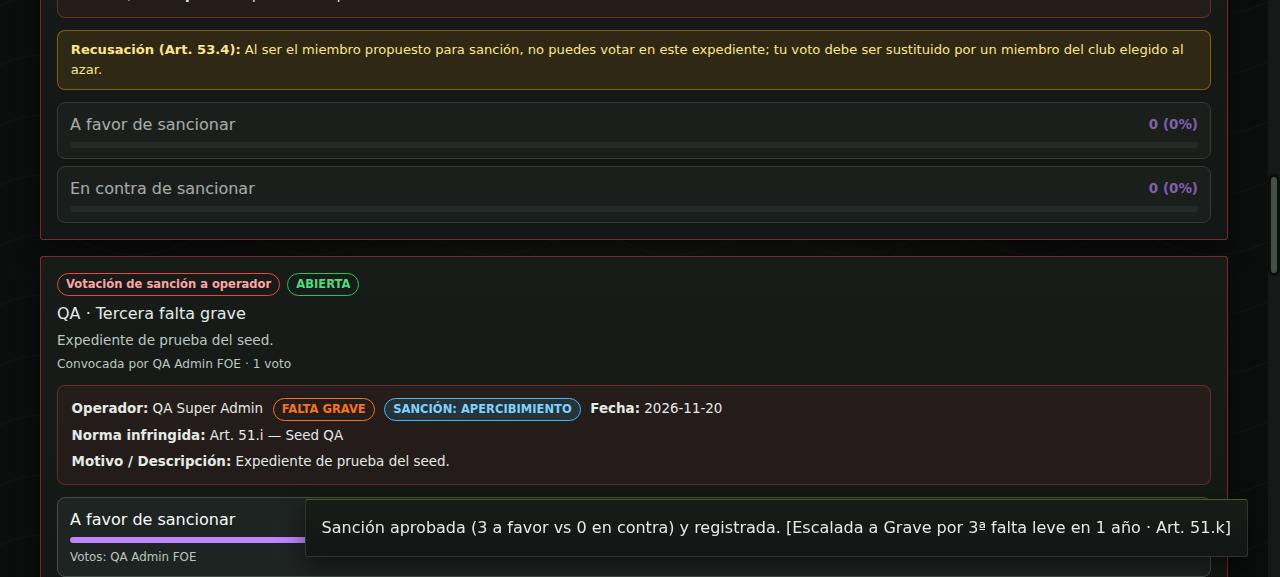 Recusación (Art. 53.4): Al ser el miembro propuesto para sanción, no puedes votar en este expediente; tu voto debe ser sustituido por un miembro del club elegido al
azar.
A favor de sancionar 0 (0%)
En contra de sancionar 0 (0%)
Votación de sanción a operador ABIERTA
QA · Tercera falta grave
Expediente de prueba del seed.
Convocada por QA Admin FOE · 1 voto
Operador: QA Super Admin FALTA GRAVE SANCIÓN: APERCIBIMIENTO Fecha: 2026-11-20
Norma infringida: Art. 51.i — Seed QA
Motivo / Descripción: Expediente de prueba del seed.
A favor de sancionar
Sanción aprobada (3 a favor vs 0 en contra) y registrada. [Escalada a Grave por 3ª falta leve en 1 año · Art. 51.k]
Votos: QA Admin FOE